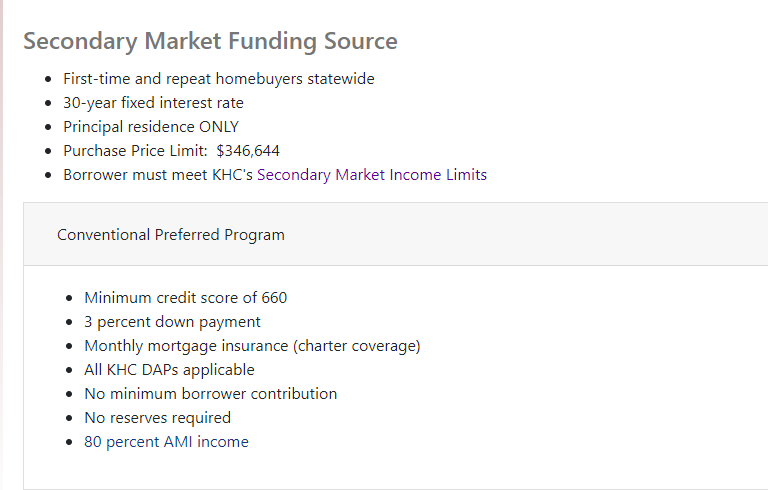 Secondary Market Funding Source
• First-time and repeat homebuyers statewide
• 30-year fixed interest rate
• Principal residence ONLY
• Purchase Price Limit:  $346,644
• Borrower must meet KHC's Secondary Market Income Limits
Conventional Preferred Program
• Minimum credit score of 660
• 3 percent down payment
• Monthly mortgage insurance (charter coverage)
• All KHC DAPs applicable
• No minimum borrower contribution
• No reserves required
• 80 percent AMI income